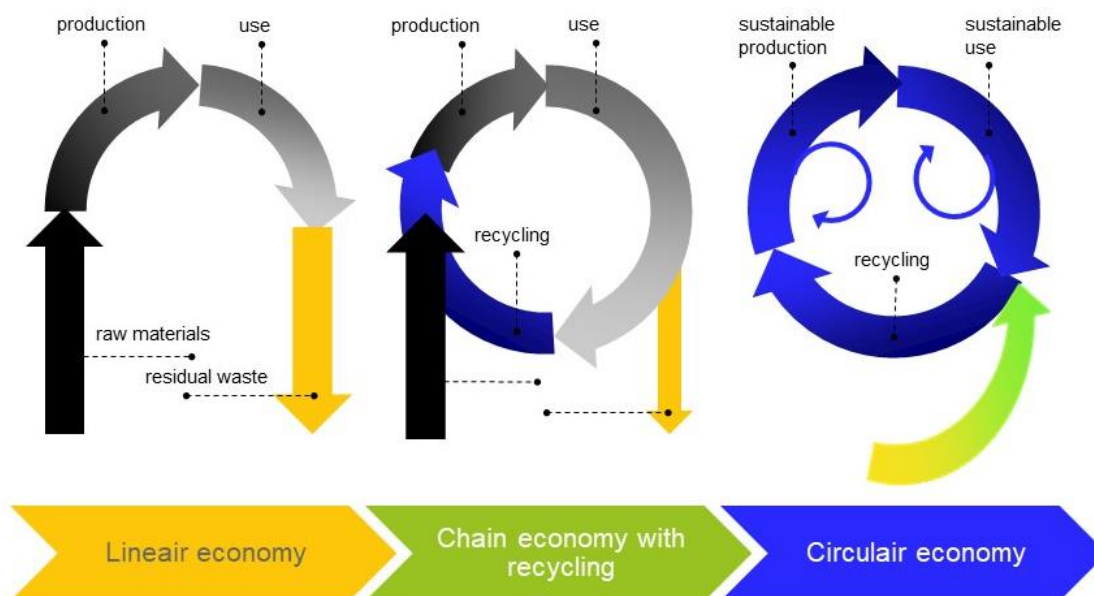 production
use
raw materials
residual waste
production
use
recycling
sustainable
production
sustainable
use
recycling
Lineair economy
Chain economy with
recycling
Circulair economy